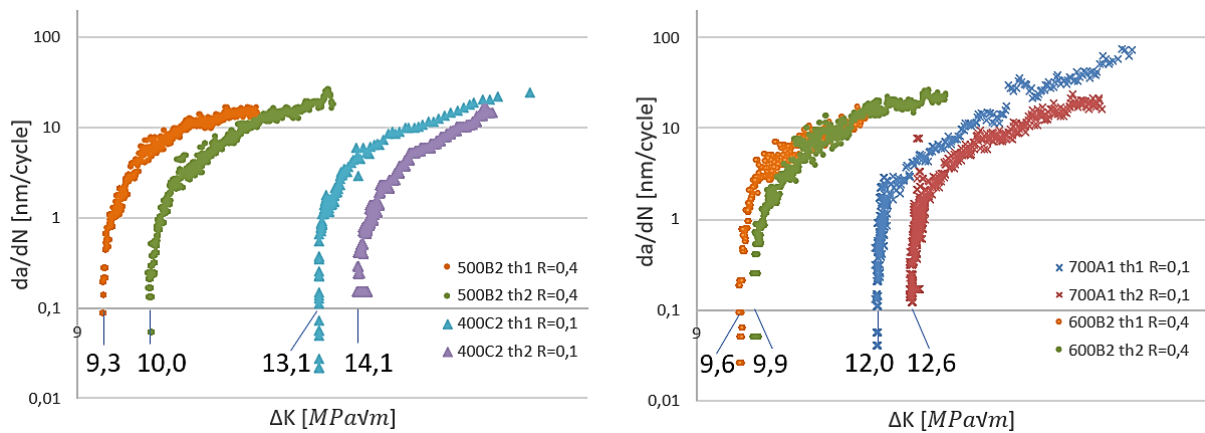 da/dN [nm/cycle]
100
10
1
0,1
0,01
9
500B2 th1 R=0,4
500B2 th2 R=0,4
400C2 th1 R=0,1
400C2 th2 R=0,1
9,3 10,0 13,1 14,1
ΔK [MPa√m]
da/dN [nm/cycle]
100
10
1
0,1
0,01
9
700A1 th1 R=0,1
700A1 th2 R=0,1
600B2 th1 R=0,4
600B2 th2 R=0,4
9,6 9,9 12,0 12,6
ΔK [MPa√m]